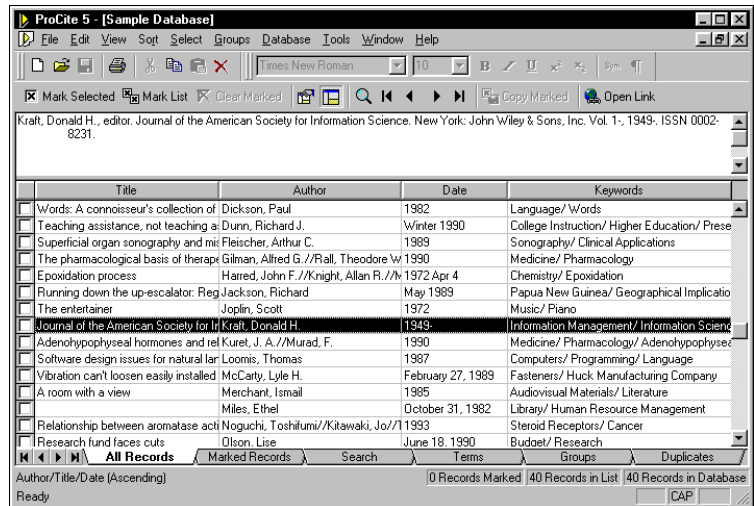 ProCite 5 - [Sample Database]
File Edit View Sort Select Groups Database Tools Window Help
Times New Roman 10 B I U x² x₂ Sym ¶
Mark Selected Mark List Clear Marked Copy Marked Open Link
Kraft, Donald H., editor. Journal of the American Society for Information Science. New York: John Wiley & Sons, Inc. Vol. 1-, 1949-. ISSN 0002-
8231.
Title Author Date Keywords
Words: A connoisseur's collection of Dickson, Paul 1982 Language/ Words
Teaching assistance, not teaching as Dunn, Richard J. Winter 1990 College Instruction/ Higher Education/ Prese
Superficial organ sonography and mis Fleischer, Arthur C. 1989 Sonography/ Clinical Applications
The pharmacological basis of therape Gilman, Alfred G.//Rall, Theodore W 1990 Medicine/ Pharmacology
Epoxidation process Harred, John F.//Knight, Allan R.//M 1972 Apr 4 Chemistry/ Epoxidation
Running down the up-escalator: Reg Jackson, Richard May 1989 Papua New Guinea/ Geographical Implicatio
The entertainer Joplin, Scott 1972 Music/ Piano
Journal of the American Society for In Kraft, Donald H. 1949- Information Management/ Information Scienc
Adenohypophyseal hormones and rel Kuret, J. A.//Murad, F. 1990 Medicine/ Pharmacology/ Adenohypophysea
Software design issues for natural lan Loomis, Thomas 1987 Computers/ Programming/ Language
Vibration can't loosen easily installed McCarty, Lyle H. February 27, 1989 Fasteners/ Huck Manufacturing Company
A room with a view Merchant, Ismail 1985 Audiovisual Materials/ Literature
Miles, Ethel October 31, 1982 Library/ Human Resource Management
Relationship between aromatase acti Noguchi, Toshifumi//Kitawaki, Jo//T 1993 Steroid Receptors/ Cancer
Research fund faces cuts Olson, Lise June 18, 1990 Budget/ Research
All Records Marked Records Search Terms Groups Duplicates
Author/Title/Date (Ascending) 0 Records Marked 40 Records in List 40 Records in Database
Ready CAP